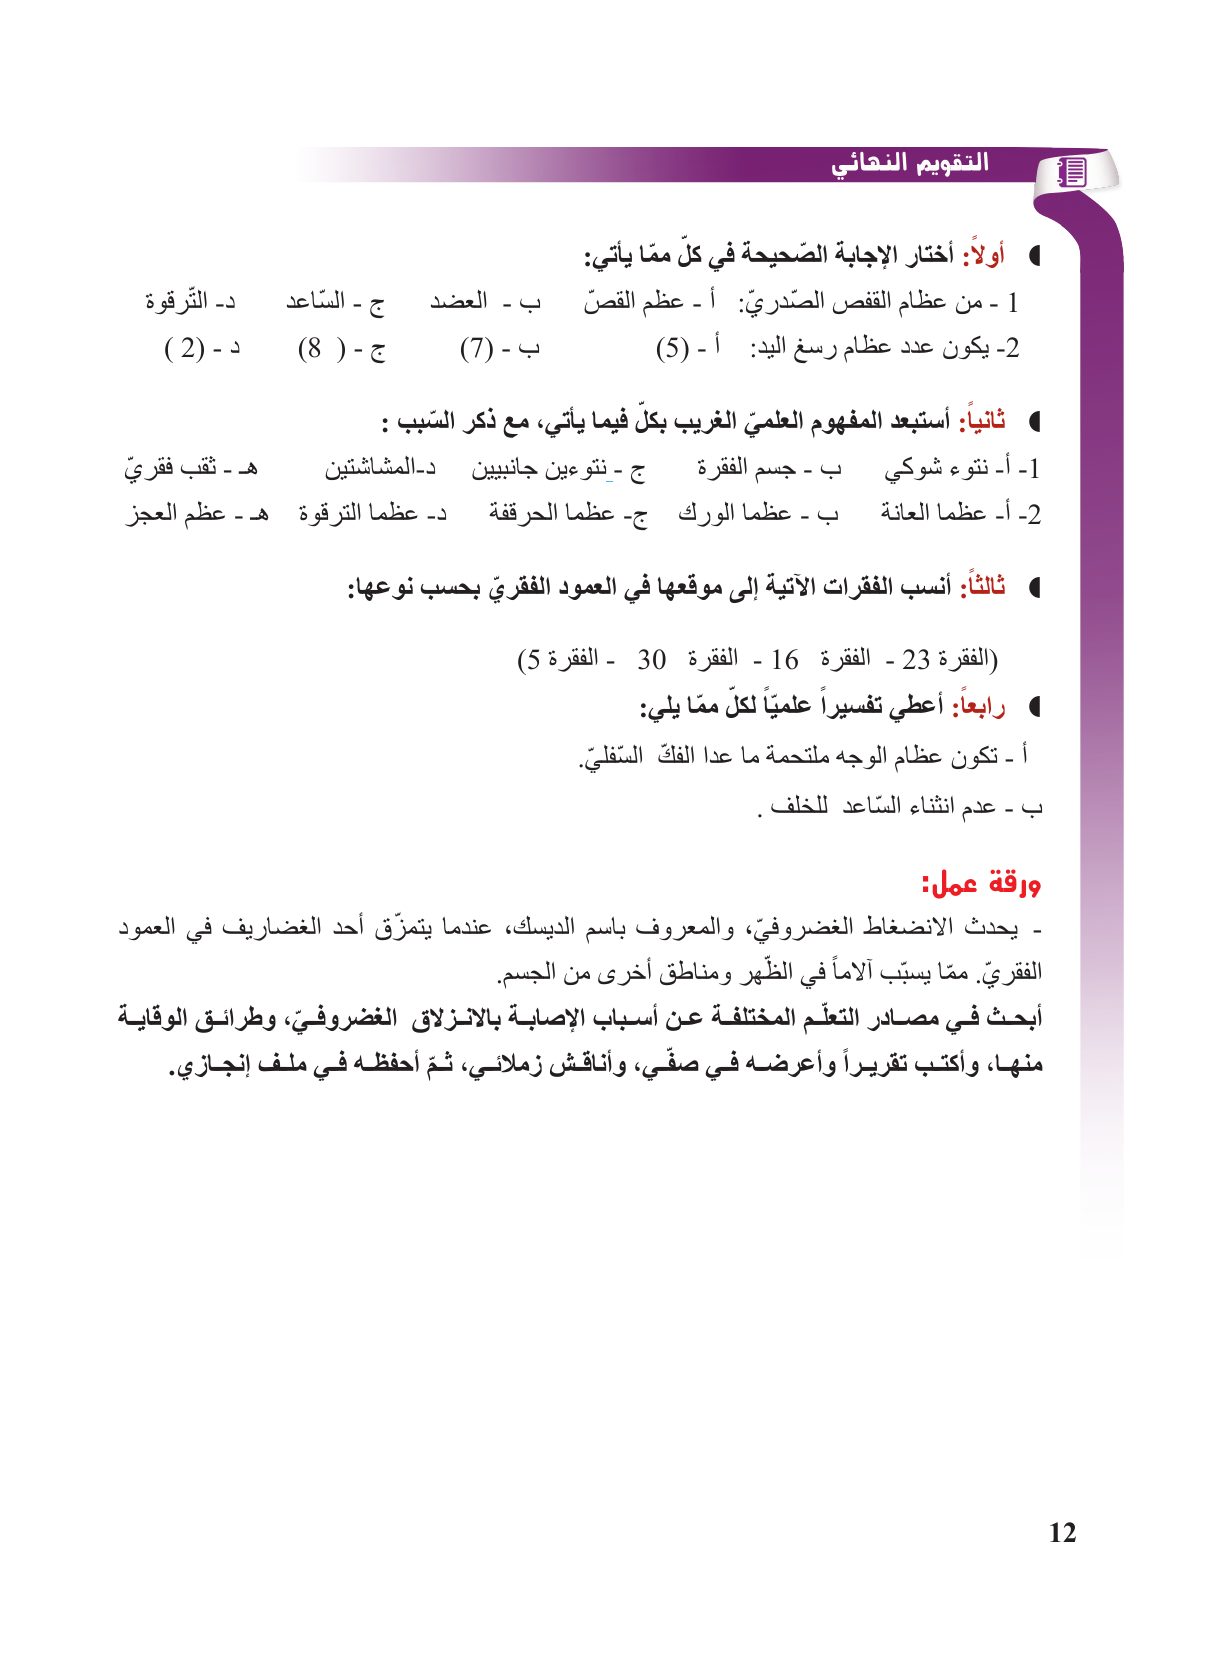 التقويم النهائي
أولاً: أختار الإجابة الصّحيحة في كلّ ممّا يأتي:
1 - من عظام القفص الصّدريّ: أ - عظم القصّ ب - العضد ج - السّاعد د- التّرقوة
2- يكون عدد عظام رسغ اليد: أ - (5) ب - (7) ج - ( 8) د - (2 )
ثانياً: أستبعد المفهوم العلميّ الغريب بكلّ فيما يأتي، مع ذكر السّبب :
1- أ- نتوء شوكي ب - جسم الفقرة ج - نتوءين جانبيين د-المشاشتين هـ - ثقب فقريّ
2- أ- عظما العانة ب - عظما الورك ج- عظما الحرقفة د- عظما الترقوة هـ - عظم العجز
ثالثاً: أنسب الفقرات الآتية إلى موقعها في العمود الفقريّ بحسب نوعها:
(الفقرة 23 - الفقرة 16 - الفقرة 30 - الفقرة 5)
رابعاً: أعطي تفسيراً علميّاً لكلّ ممّا يلي:
أ - تكون عظام الوجه ملتحمة ما عدا الفكّ السّفليّ.
ب - عدم انثناء السّاعد للخلف .
ورقة عمل:
- يحدث الانضغاط الغضروفيّ، والمعروف باسم الديسك، عندما يتمزّق أحد الغضاريف في العمود
الفقريّ. ممّا يسبّب آلاماً في الظّهر ومناطق أخرى من الجسم.
أبحث في مصادر التعلّم المختلفة عن أسباب الإصابة بالانزلاق الغضروفيّ، وطرائق الوقاية
منها، وأكتب تقريراً وأعرضه في صفّي، وأناقش زملائي، ثمّ أحفظه في ملف إنجازي.
12